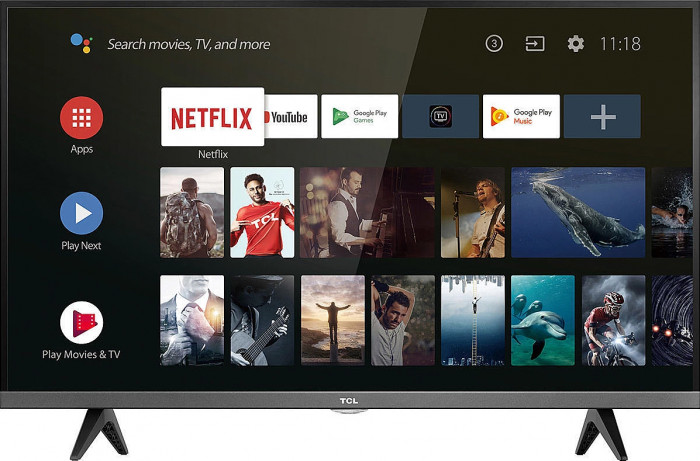 Search movies, TV, and more
3
11:18
Apps
NETFLIX
YouTube
Google Play
Games
TV
Google Play
Music
Netflix
Play Next
TCL
Play Movies & TV
TCL